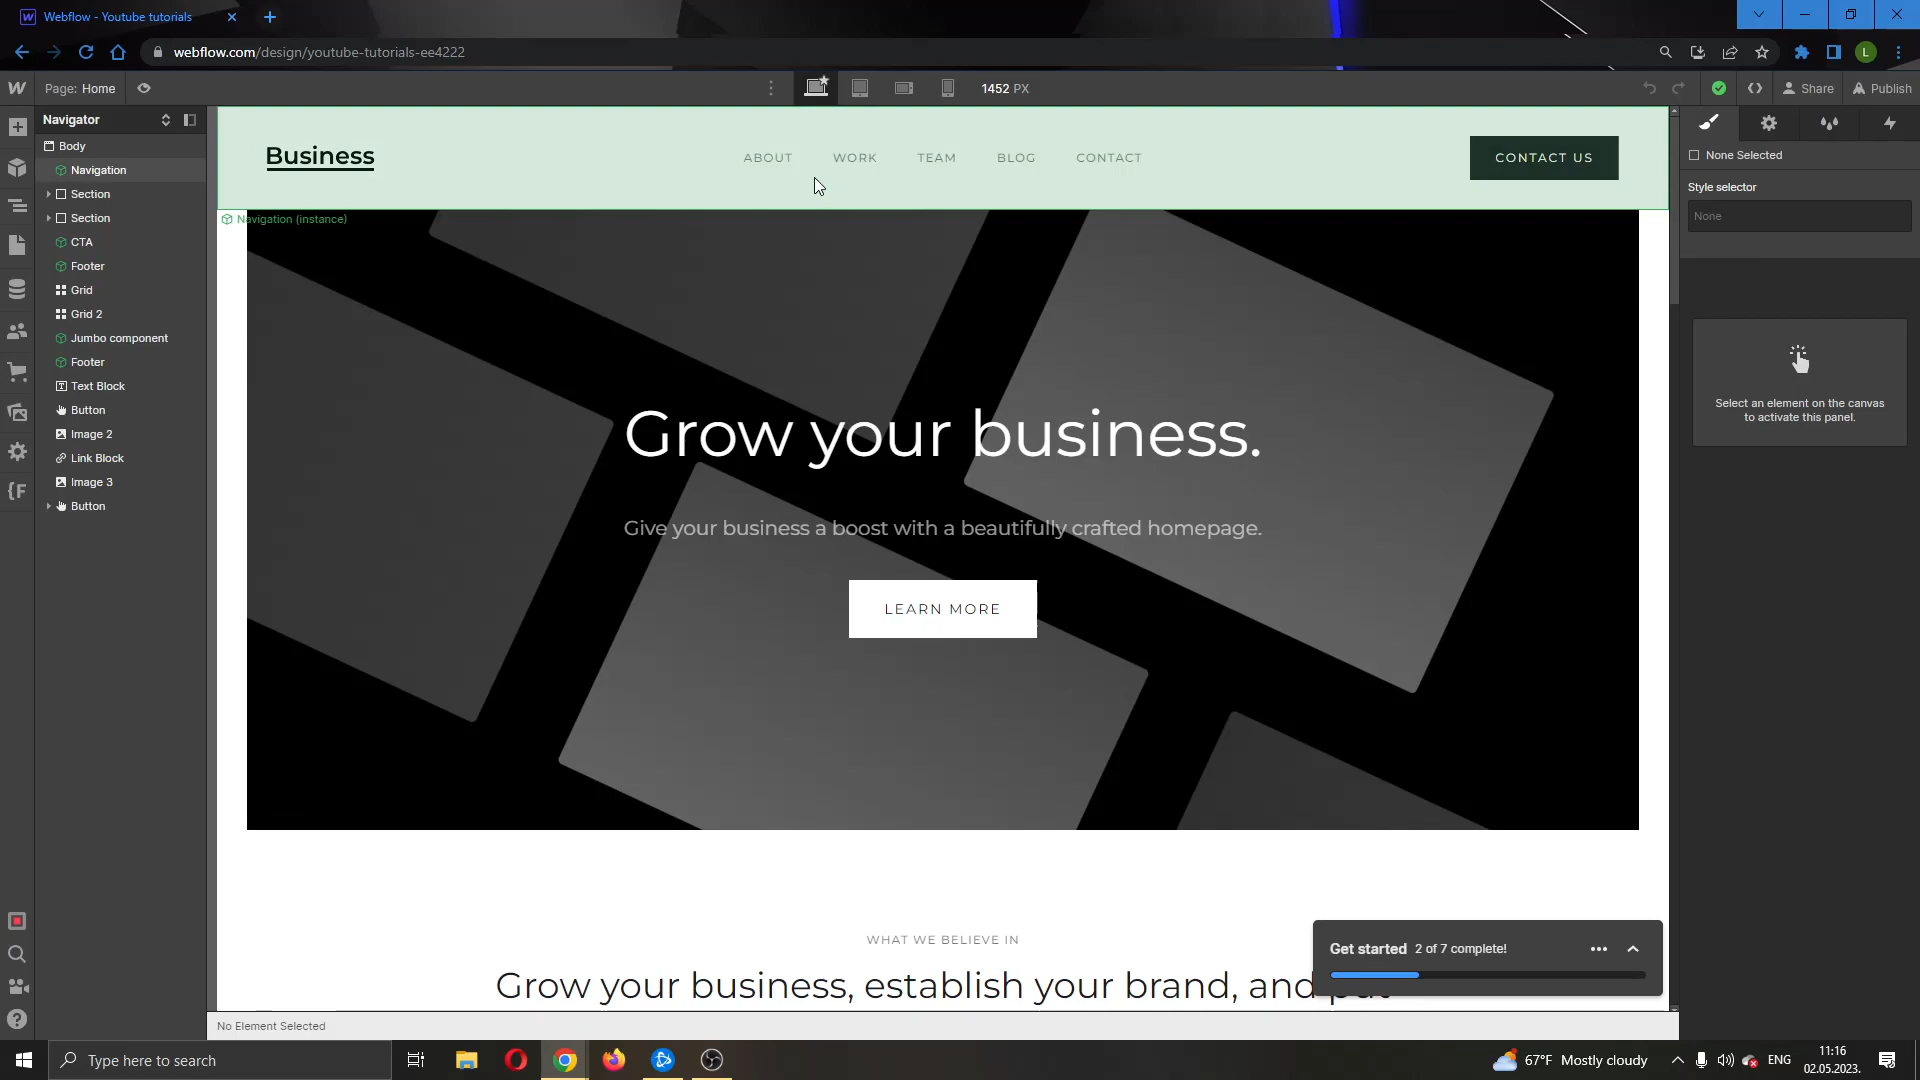 Webflow - Youtube tutorials
webflow.com/design/youtube-tutorials-ee4222
L
Page: Home
1452 PX
Share
Publish
Navigator
Body
Navigation
Section
Section
CTA
Footer
Grid
Grid 2
Jumbo component
Footer
Text Block
Button
Image 2
Link Block
Image 3
Button
Business
ABOUT
WORK
TEAM
BLOG
CONTACT
CONTACT US
Navigation (instance)
Grow your business.
Give your business a boost with a beautifully crafted homepage.
LEARN MORE
WHAT WE BELIEVE IN
Grow your business, establish your brand, and put
None Selected
Style selector
None
Select an element on the canvas
to activate this panel.
Get started 2 of 7 complete!
No Element Selected
Type here to search
67°F Mostly cloudy
ENG
11:16
02.05.2023.